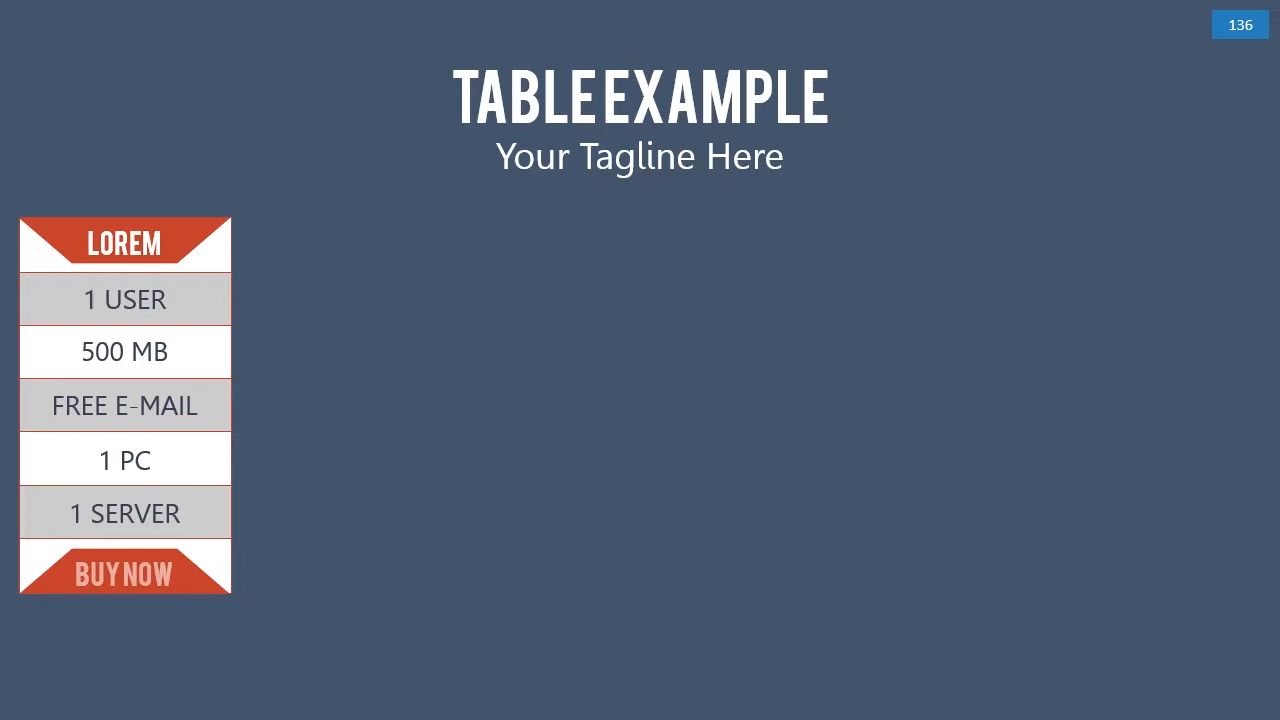 136
TABLE EXAMPLE
Your Tagline Here
LOREM
1 USER
500 MB
FREE E-MAIL
1 PC
1 SERVER
BUY NOW